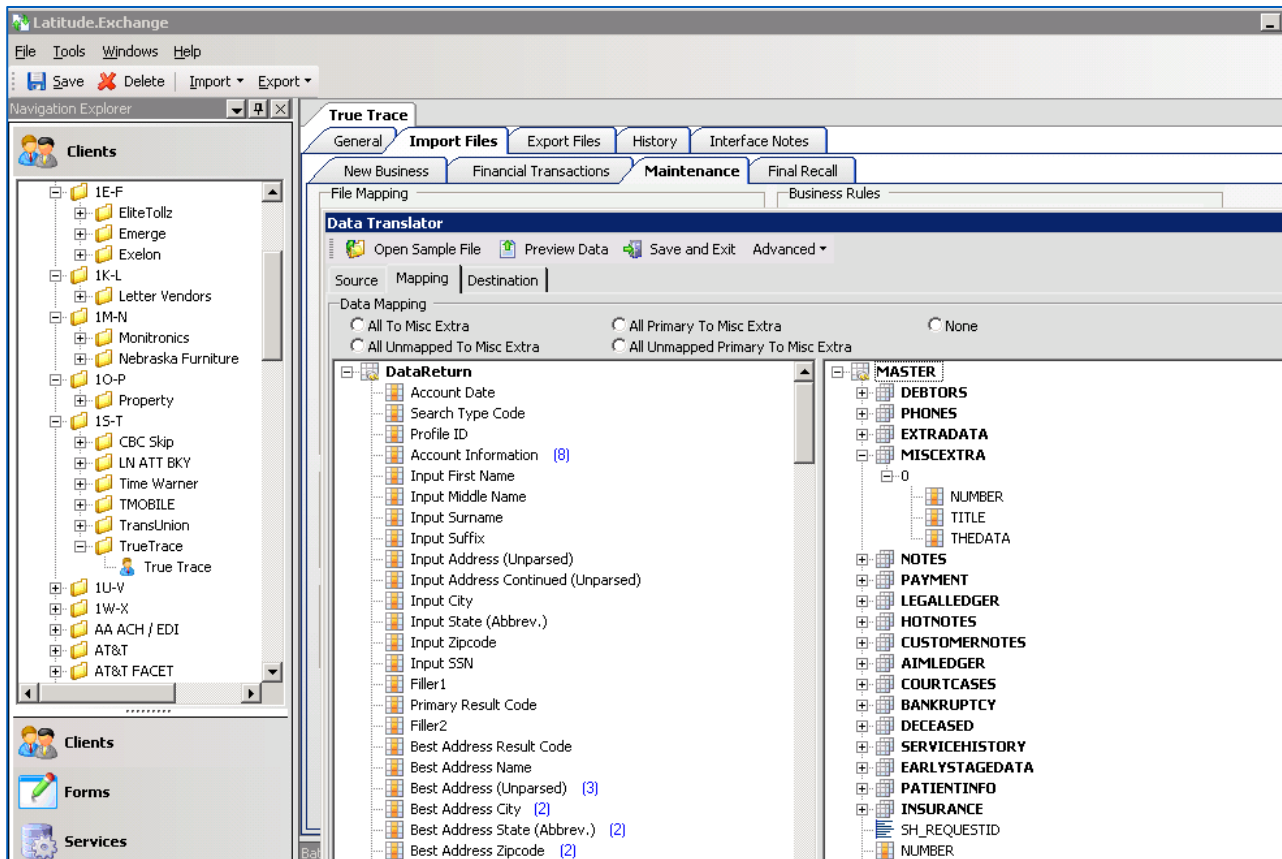 Latitude.Exchange
File Tools Windows Help
Save Delete Import Export
Navigation Explorer
Clients
1E-F
EliteTollz
Emerge
Exelon
1K-L
Letter Vendors
1M-N
Monitronics
Nebraska Furniture
1O-P
Property
1S-T
CBC Skip
LN ATT BKY
Time Warner
TMOBILE
TransUnion
TrueTrace
True Trace
1U-V
1W-X
AA ACH / EDI
AT&T
AT&T FACET
Clients
Forms
Services
True Trace
General Import Files Export Files History Interface Notes
New Business Financial Transactions Maintenance Final Recall
File Mapping Business Rules
Data Translator
Open Sample File Preview Data Save and Exit Advanced
Source Mapping Destination
Data Mapping
All To Misc Extra All Primary To Misc Extra None
All Unmapped To Misc Extra All Unmapped Primary To Misc Extra
DataReturn
Account Date
Search Type Code
Profile ID
Account Information (8)
Input First Name
Input Middle Name
Input Surname
Input Suffix
Input Address (Unparsed)
Input Address Continued (Unparsed)
Input City
Input State (Abbrev.)
Input Zipcode
Input SSN
Filler1
Primary Result Code
Filler2
Best Address Result Code
Best Address Name
Best Address (Unparsed) (3)
Best Address City (2)
Best Address State (Abbrev.) (2)
Best Address Zipcode (2)
MASTER
DEBTORS
PHONES
EXTRADATA
MISCEXTRA
0
NUMBER
TITLE
THEDATA
NOTES
PAYMENT
LEGALLEDGER
HOTNOTES
CUSTOMERNOTES
AIMLEDGER
COURTCASES
BANKRUPTCY
DECEASED
SERVICEHISTORY
EARLYSTAGEDATA
PATIENTINFO
INSURANCE
SH_REQUESTID
NUMBER